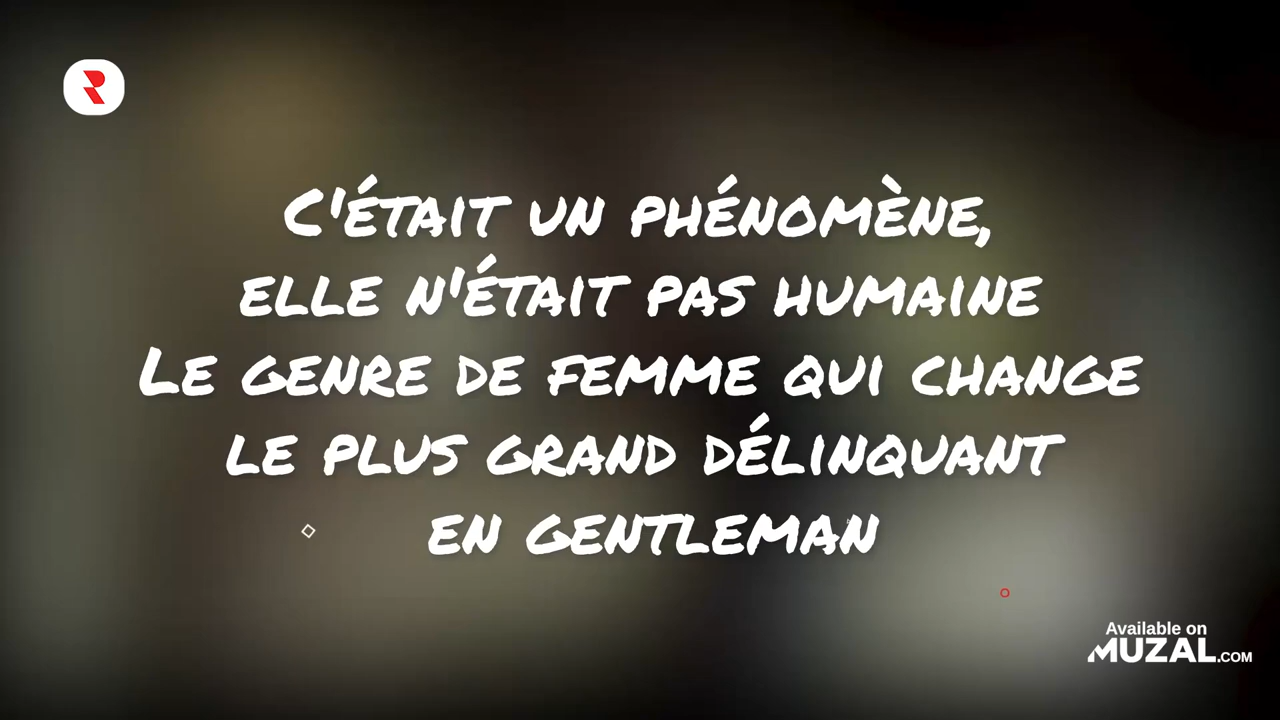 C'était un phénomène,
elle n'était pas humaine
Le genre de femme qui change
le plus grand délinquant
en gentleman
Available on
MUZAL.COM